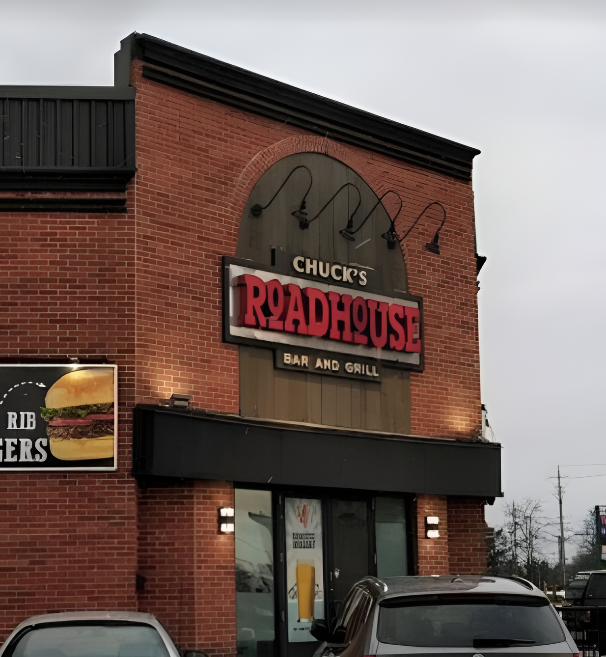 CHUCK'S
ROADHOUSE
BAR AND GRILL
RIB
GERS